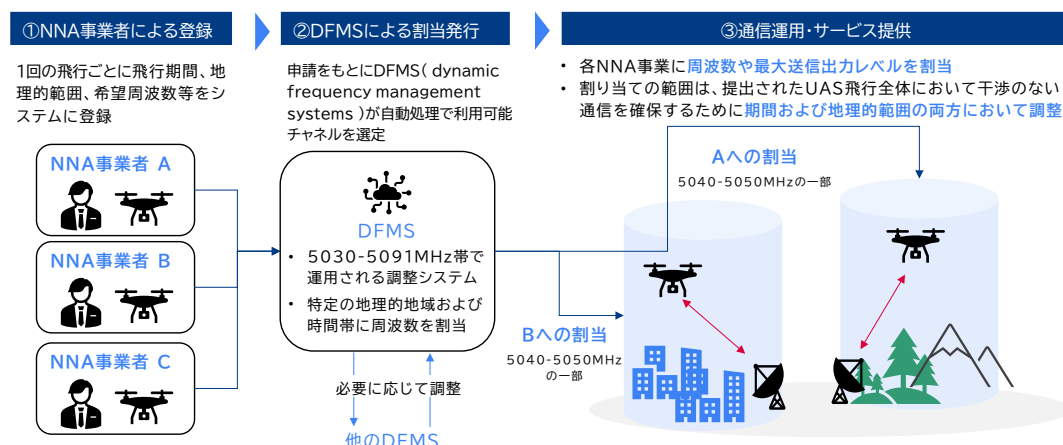 ①NNA事業者による登録
1回の飛行ごとに飛行期間、地
理的範囲、希望周波数等をシ
ステムに登録
NNA事業者 A
NNA事業者 B
NNA事業者 C
②DFMSによる割当発行
申請をもとにDFMS( dynamic
frequency management
systems )が自動処理で利用可能
チャネルを選定
DFMS
• 5030-5091MHz帯で
運用される調整システム
• 特定の地理的地域および
時間帯に周波数を割当
必要に応じて調整
他のDFMS
③通信運用・サービス提供
• 各NNA事業に周波数や最大送信出力レベルを割当
• 割り当ての範囲は、提出されたUAS飛行全体において干渉のない
通信を確保するために期間および地理的範囲の両方において調整
Aへの割当
5040-5050MHzの一部
Bへの割当
5040-5050MHz
の一部